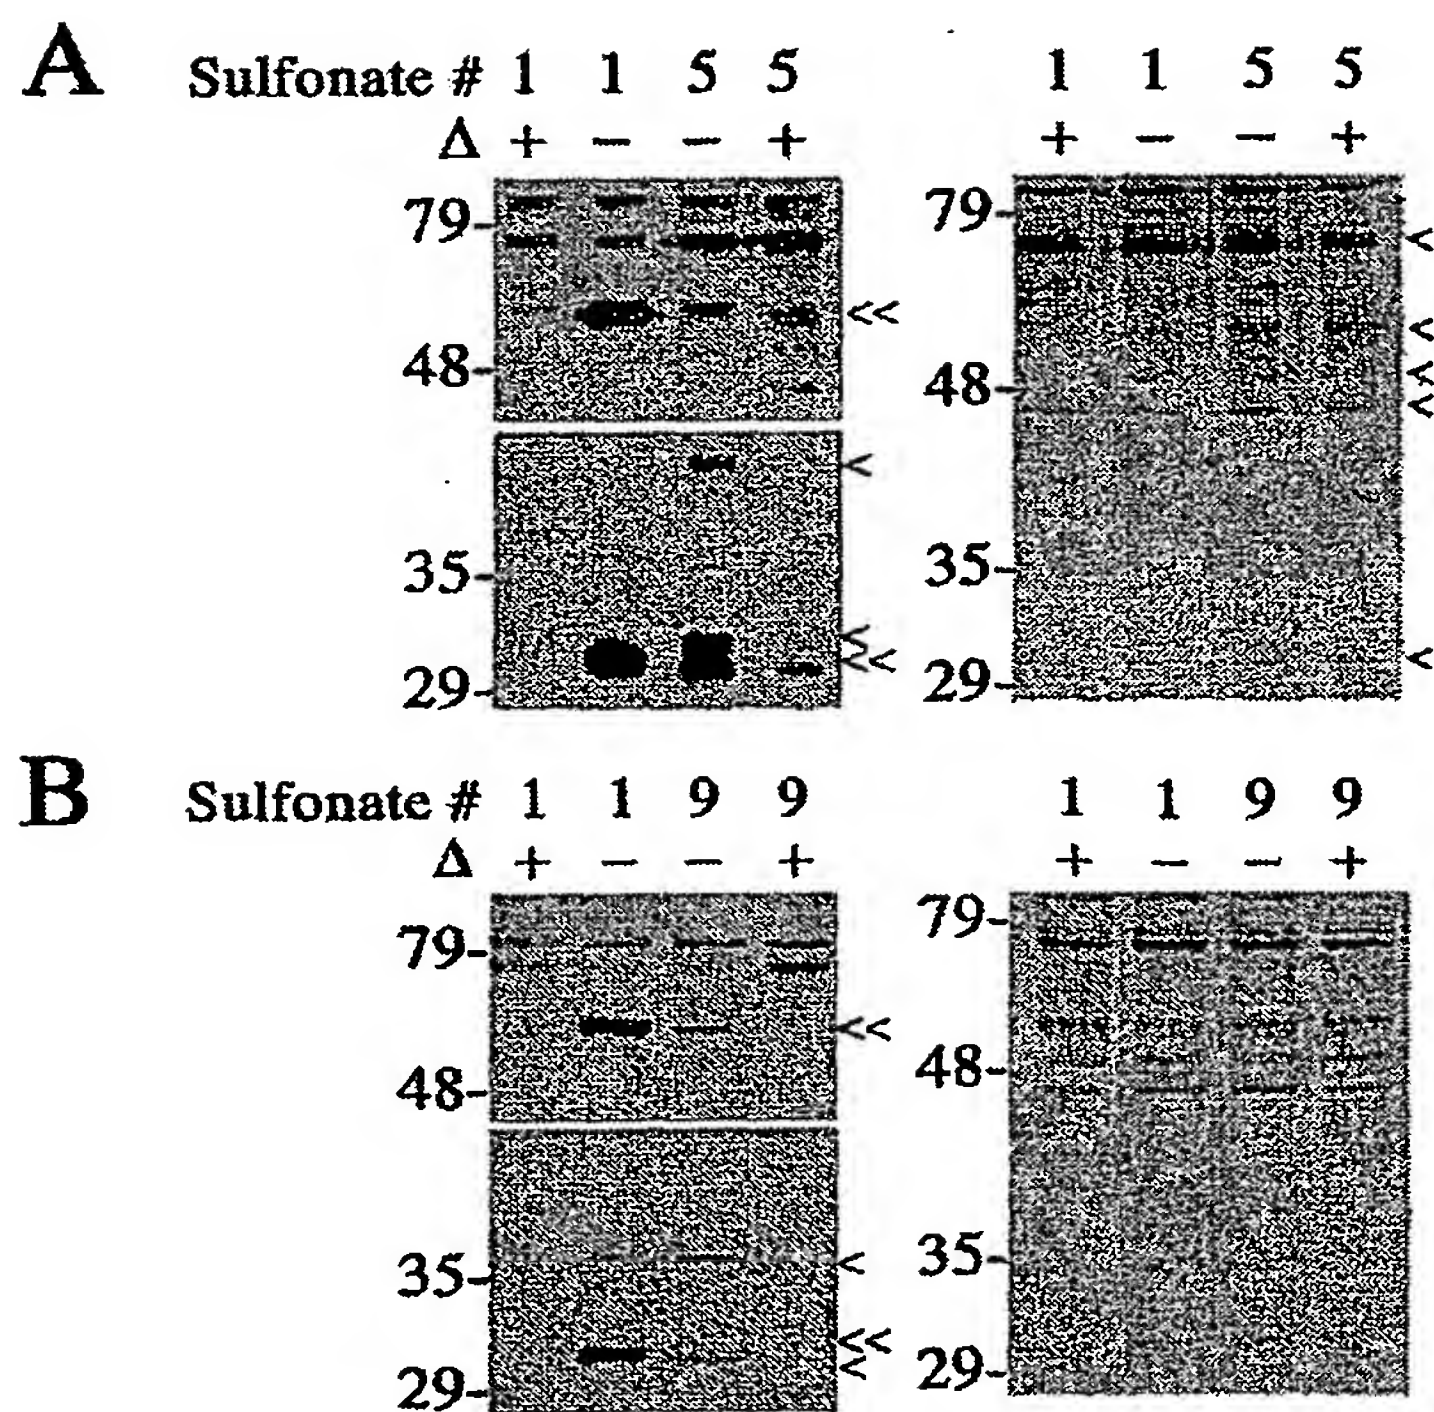 A Sulfonate # 1 1 5 5 1 1 5 5
Δ + − − + + − − +
79- 79- <
<< <
48- 48- <
<
<
35- 35-
<
<< <
29- 29-
B Sulfonate # 1 1 9 9 1 1 9 9
Δ + − − + + − − +
79- 79-
<<
48- 48-
<
35- 35-
<<
<
29- 29-